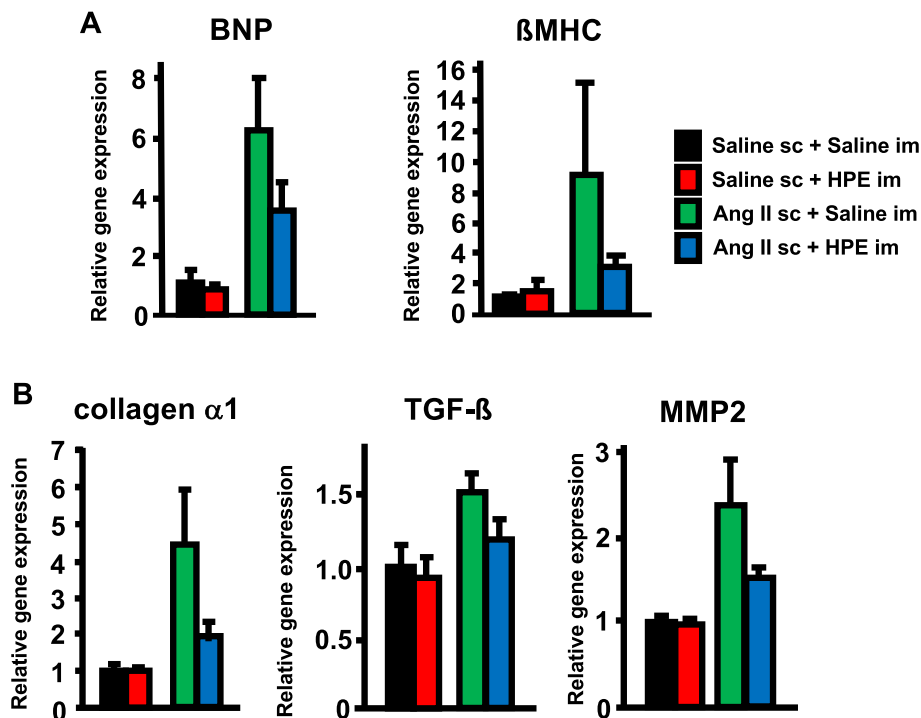 A
BNP
Relative gene expression
8
6
4
2
0
ßMHC
Relative gene expression
16
14
12
10
8
6
4
2
0
Saline sc + Saline im
Saline sc + HPE im
Ang II sc + Saline im
Ang II sc + HPE im
B
collagen α1
Relative gene expression
7
6
5
4
3
2
1
0
TGF-ß
Relative gene expression
1.5
1.0
0.5
0
MMP2
Relative gene expression
3
2
1
0